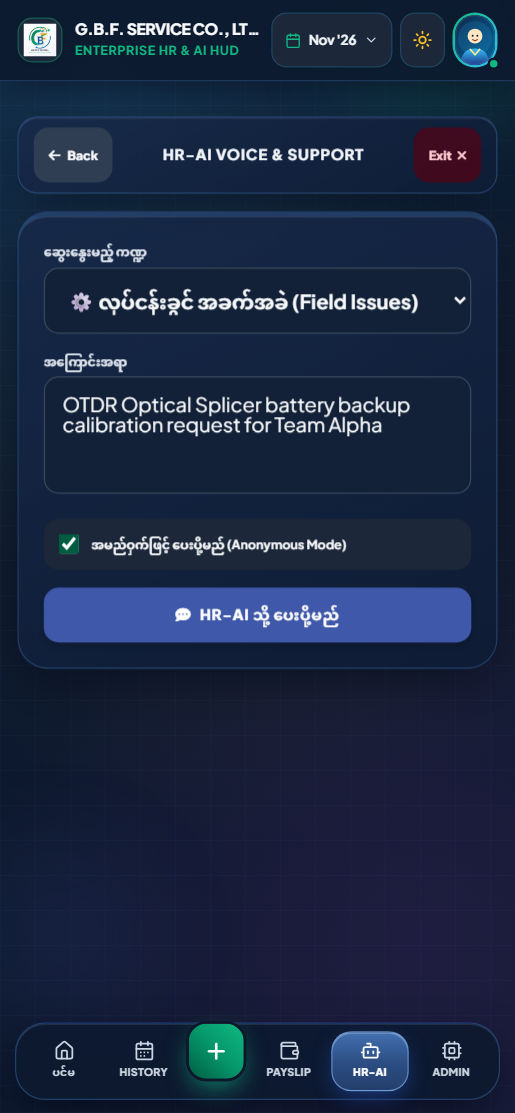 G.B.F. SERVICE CO., LT...
ENTERPRISE HR & AI HUD
Nov '26
← Back
HR-AI VOICE & SUPPORT
Exit ✕
ဆွေးနွေးမည့် ကဏ္ဍ
⚙️ လုပ်ငန်းခွင် အခက်အခဲ (Field Issues)
အကြောင်းအရာ
OTDR Optical Splicer battery backup
calibration request for Team Alpha
အမည်ဝှက်ဖြင့် ပေးပို့မည် (Anonymous Mode)
HR-AI သို့ ပေးပို့မည်
ပင်မ
HISTORY
PAYSLIP
HR-AI
ADMIN